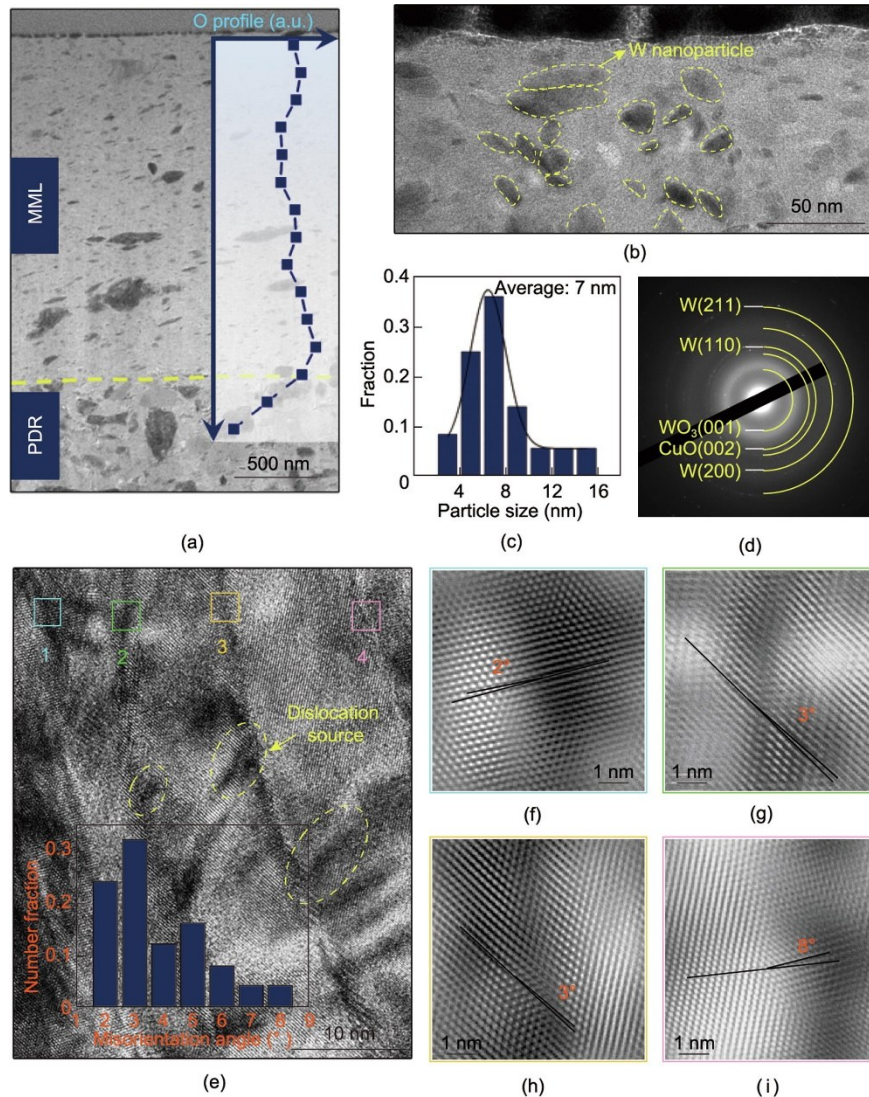 O profile (a.u.)
MML
PDR
500 nm
(a)
W nanoparticle
50 nm
(b)
0.4
0.3
0.2
0.1
0
Fraction
Average: 7 nm
4 8 12 16
Particle size (nm)
(c)
W(211)
W(110)
WO₃(001)
CuO(002)
W(200)
(d)
1
2
3
4
Dislocation
source
0.3
0.2
0.1
0
Number fraction
1 2 3 4 5 6 7 8 9
Misorientation angle (°)
10 nm
(e)
2°
1 nm
(f)
3°
1 nm
(g)
1 nm
(h)
1 nm
(i)